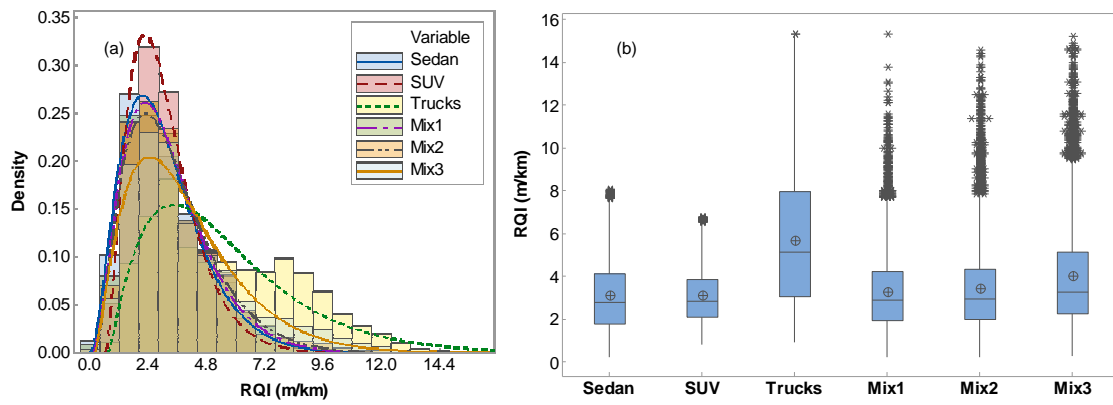 (a)
0.35
0.30
0.25
0.20
0.15
0.10
0.05
0.00
Density
Variable
Sedan
SUV
Trucks
Mix1
Mix2
Mix3
0.0 2.4 4.8 7.2 9.6 12.0 14.4
RQI (m/km)
(b)
16
14
12
10
8
6
4
2
0
RQI (m/km)
Sedan SUV Trucks Mix1 Mix2 Mix3